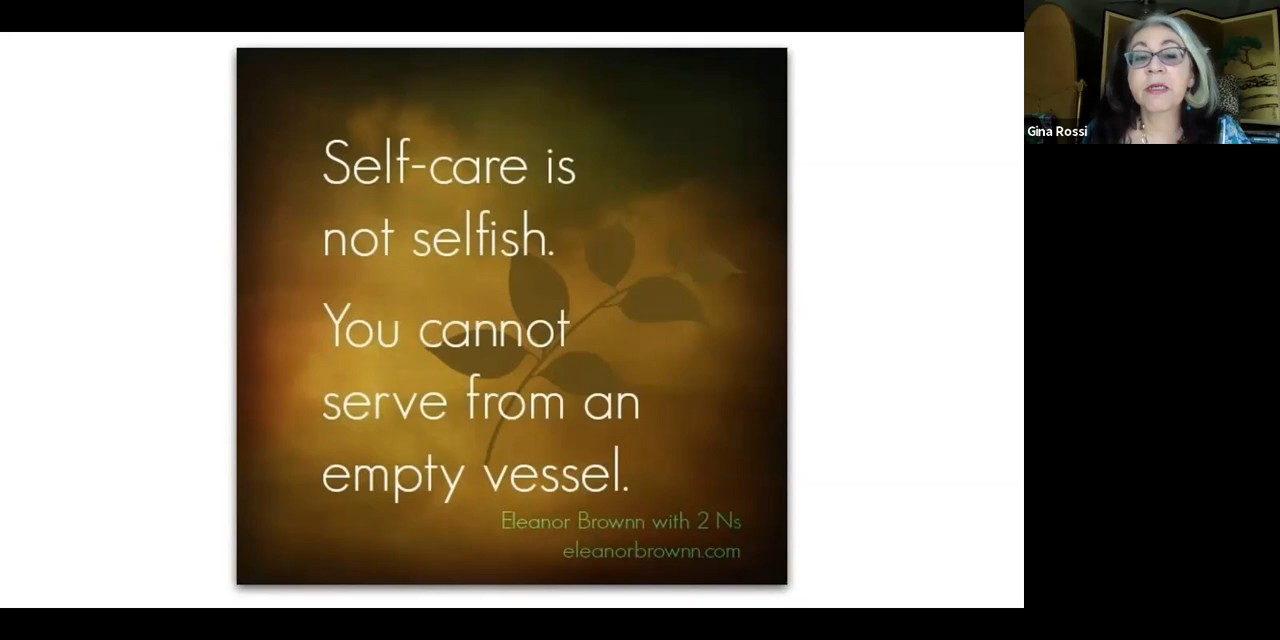 Self-care is
not selfish.
You cannot
serve from an
empty vessel.
Eleanor Brownn with 2 Ns
eleanorbrownn.com
Gina Rossi